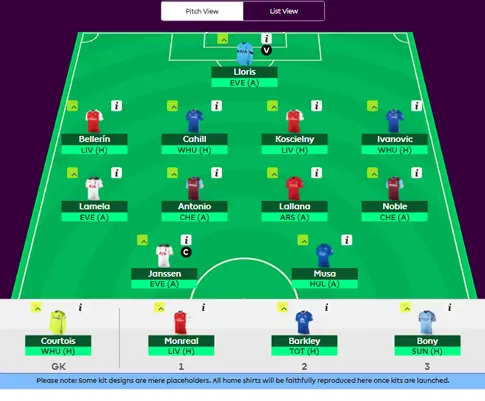 Pitch View List View
V
Lloris
EVE (A)
Bellerín Cahill Koscielny Ivanovic
LIV (H) WHU (H) LIV (H) WHU (H)
Lamela Antonio Lallana Noble
EVE (A) CHE (A) ARS (A) CHE (A)
C
Janssen Musa
EVE (A) HUL (A)
Courtois Monreal Barkley Bony
WHU (H) LIV (H) TOT (H) SUN (H)
GK 1 2 3
Please note: Some kit designs are mere placeholders. All home shirts will be faithfully reproduced here once kits are launched.